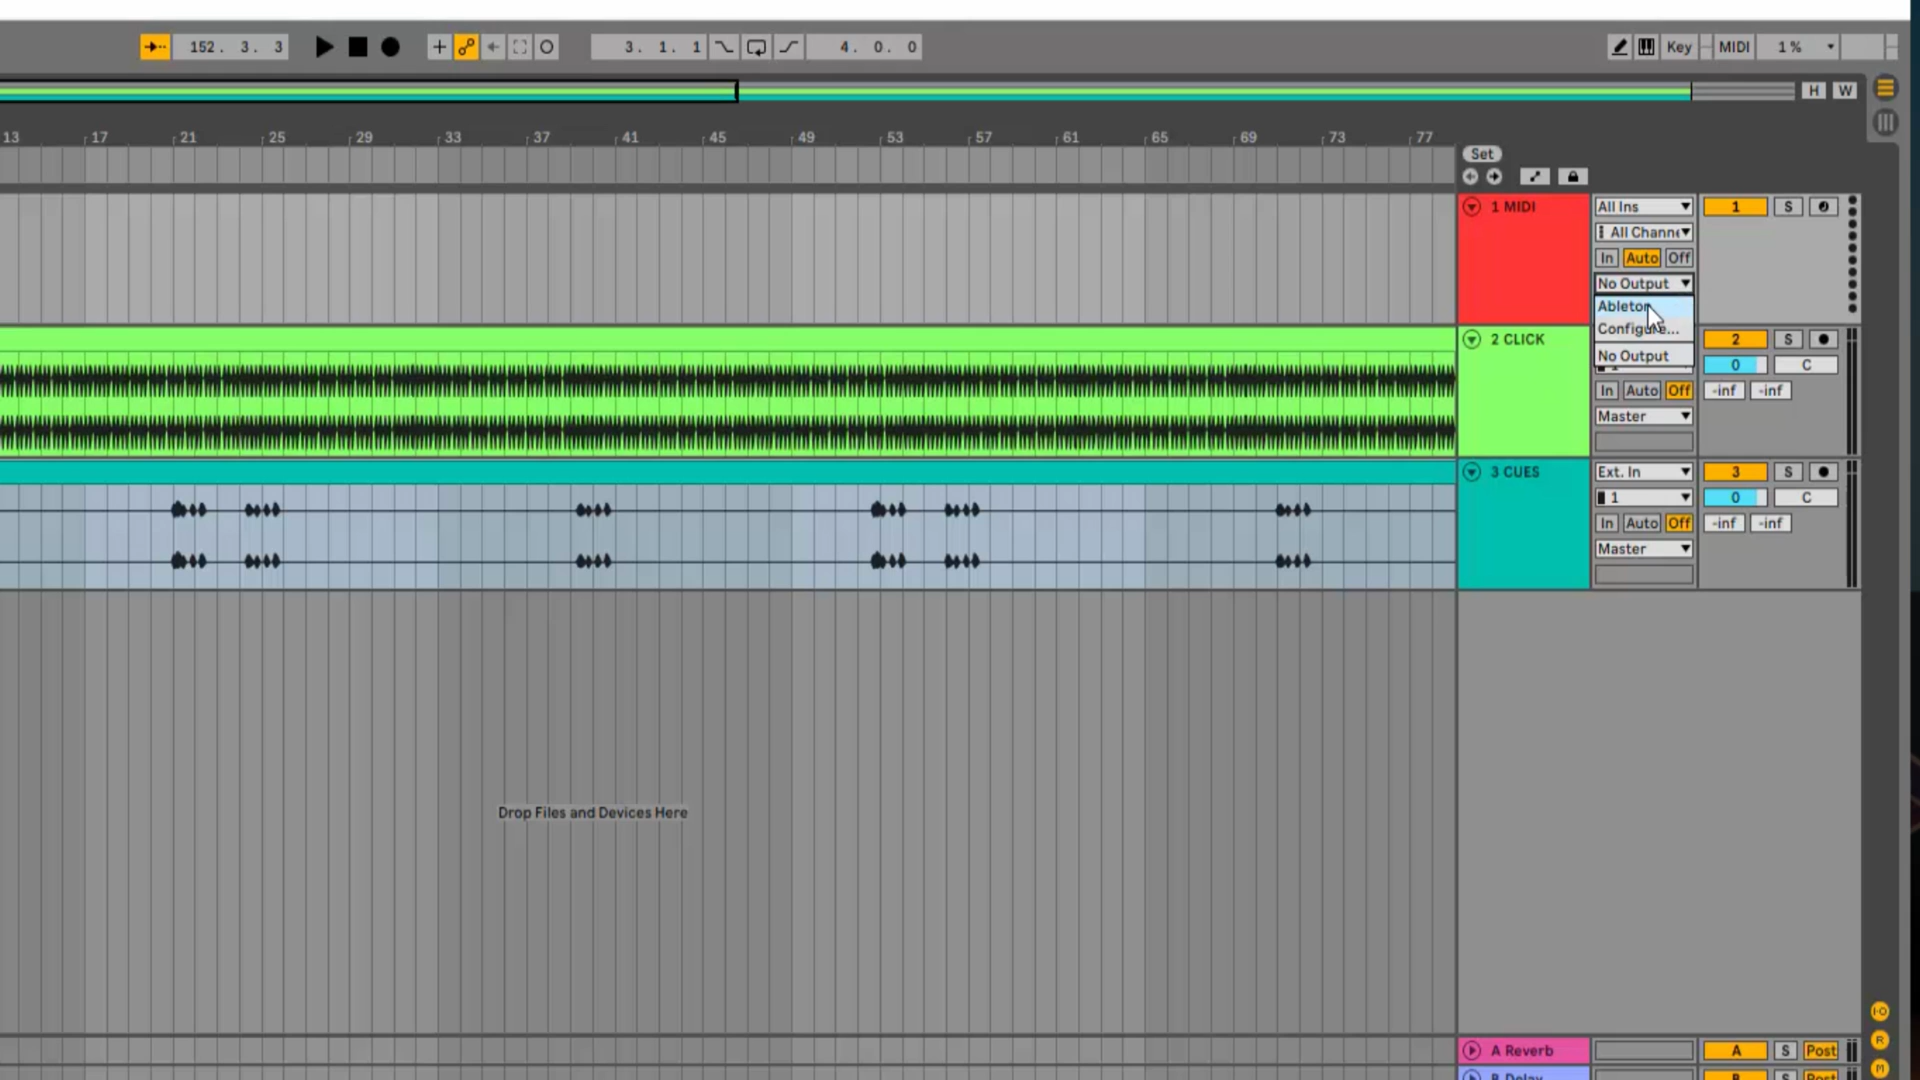 152. 3. 3
3. 1. 1
4. 0. 0
Key
MIDI
1 %
H
W
13 17 21 25 29 33 37 41 45 49 53 57 61 65 69 73 77
Set
1 MIDI
All Ins
1
S
All Channe
In Auto Off
No Output
Ableton
Configure...
No Output
2 CLICK
2
S
0
C
In Auto Off
-inf -inf
Master
3 CUES
Ext. In
3
S
1
0
C
In Auto Off
-inf -inf
Master
Drop Files and Devices Here
I·O
R
M
A Reverb
A
S
Post
B Delay
B
S
Post